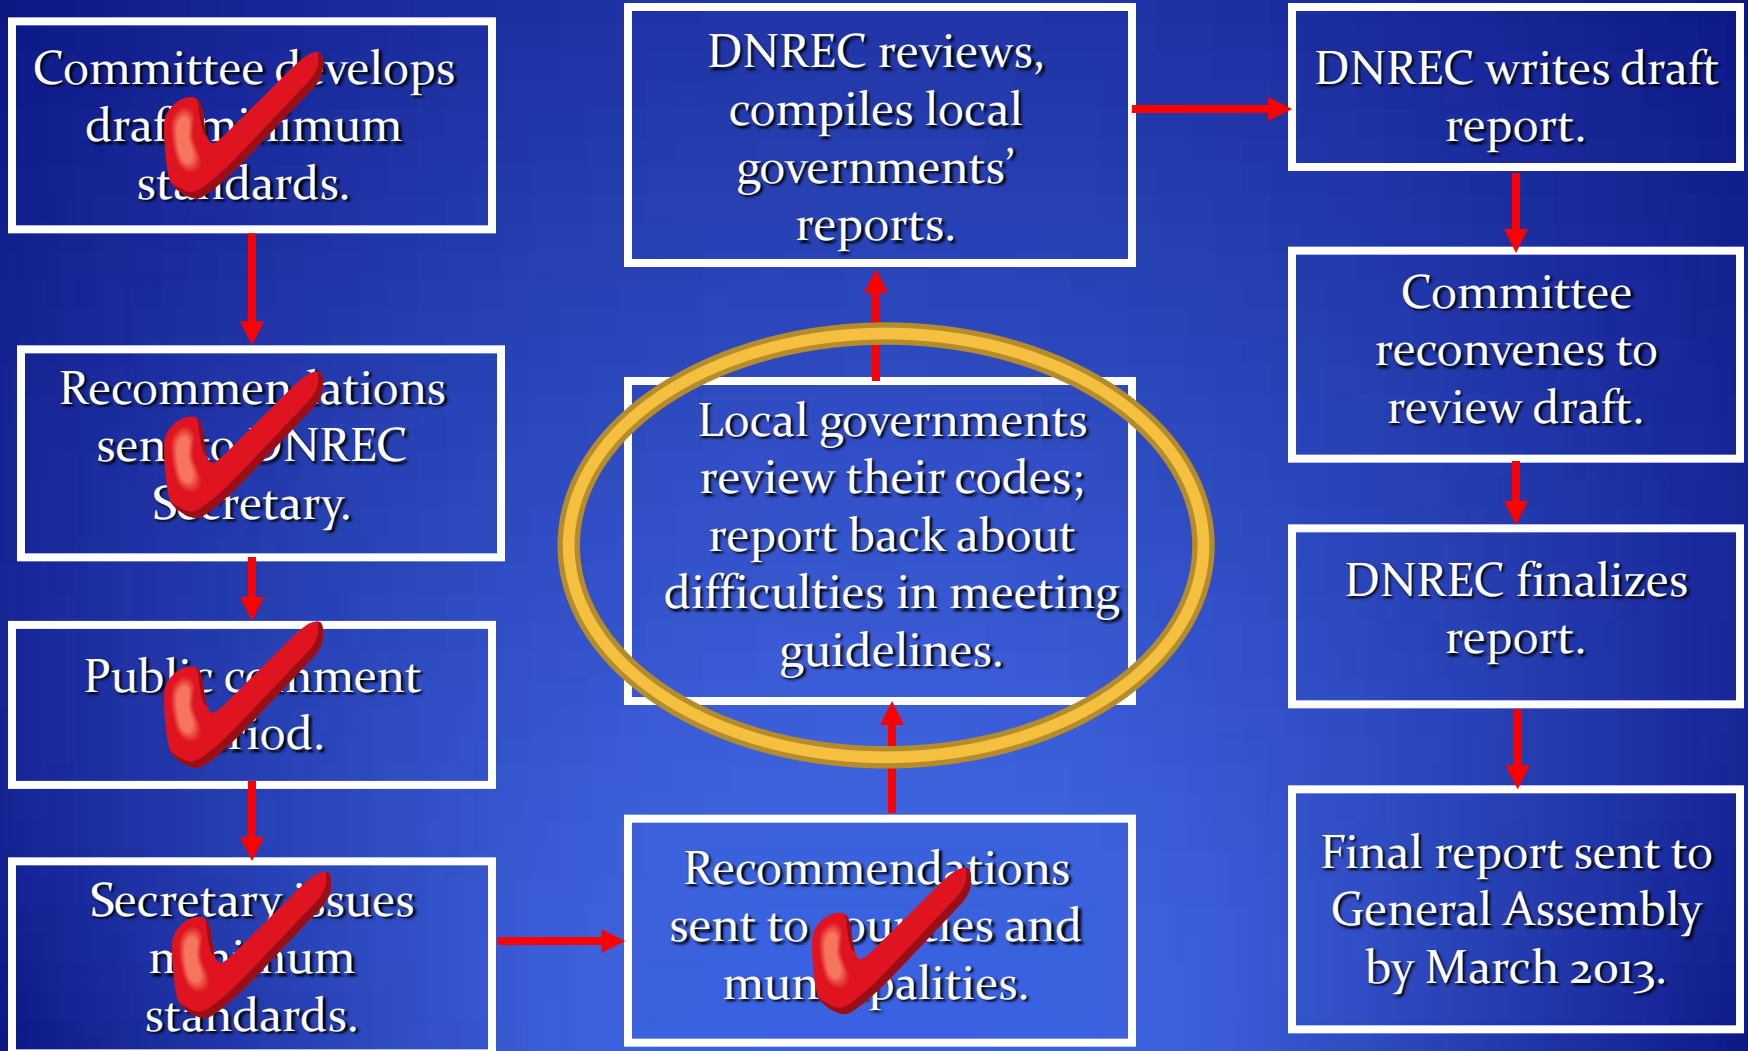 Committee develops
draft minimum
standards.
Recommendations
sent to DNREC
Secretary.
Public comment
period.
Secretary issues
minimum
standards.
Recommendations
sent to counties and
municipalities.
Local governments
review their codes;
report back about
difficulties in meeting
guidelines.
DNREC reviews,
compiles local
governments’
reports.
DNREC writes draft
report.
Committee
reconvenes to
review draft.
DNREC finalizes
report.
Final report sent to
General Assembly
by March 2013.